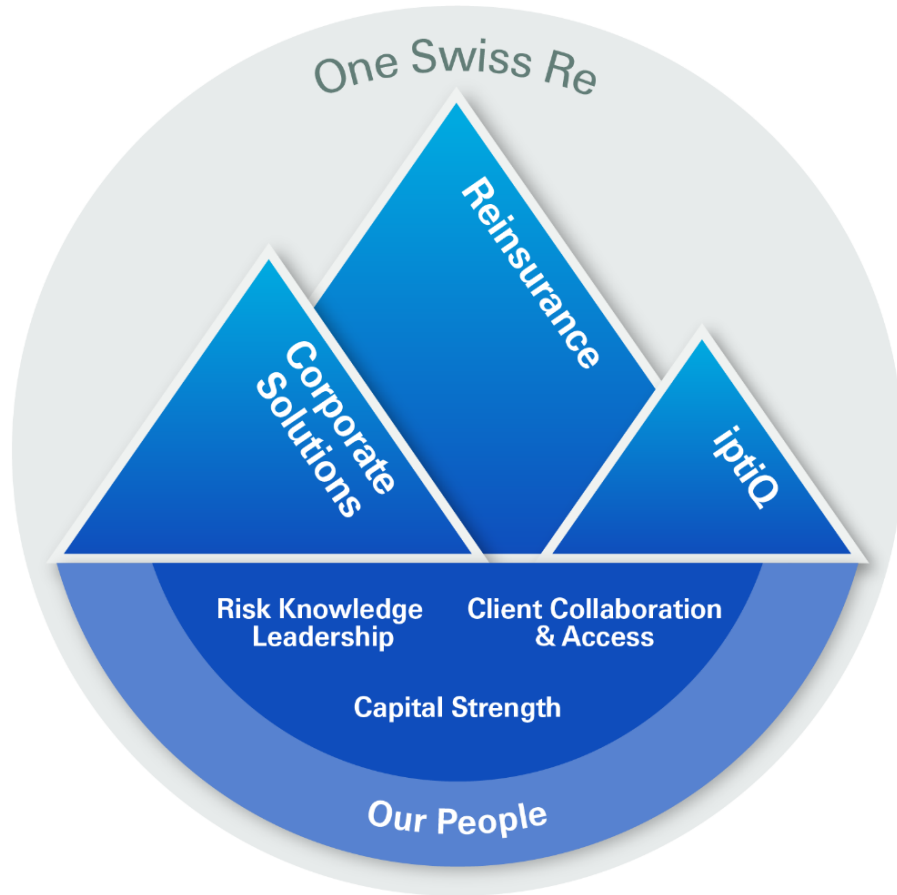 One Swiss Re
Reinsurance
Corporate
Solutions
iptiQ
Risk Knowledge
Leadership
Client Collaboration
& Access
Capital Strength
Our People